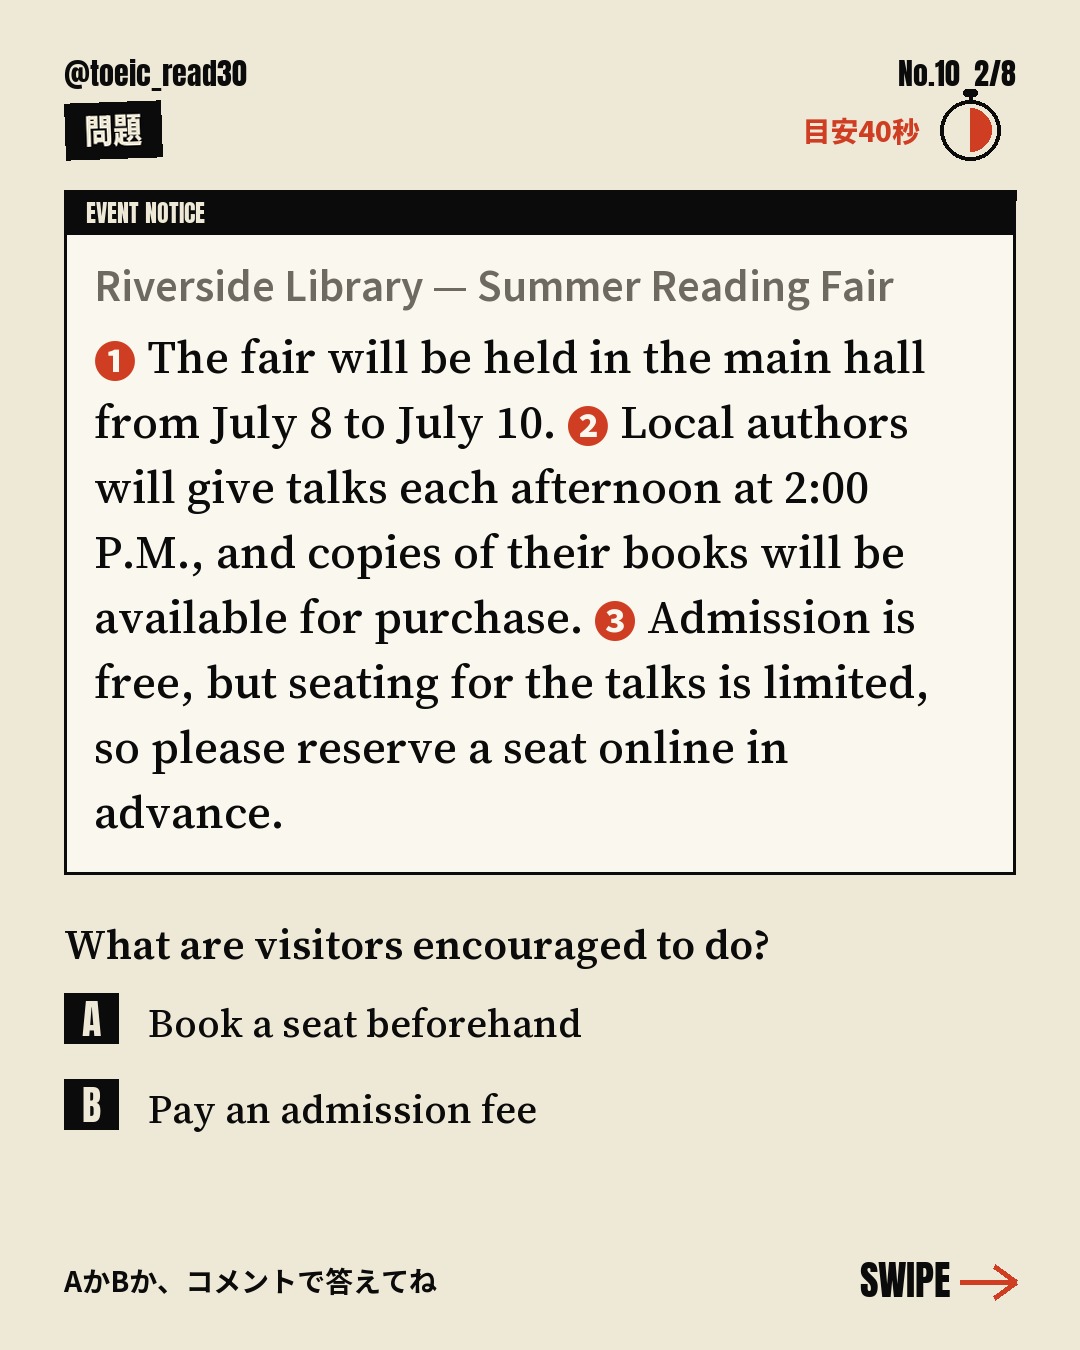 @toeic_read30
No.10 2/8
問題
目安40秒
EVENT NOTICE
Riverside Library — Summer Reading Fair
❶ The fair will be held in the main hall
from July 8 to July 10. ❷ Local authors
will give talks each afternoon at 2:00
P.M., and copies of their books will be
available for purchase. ❸ Admission is
free, but seating for the talks is limited,
so please reserve a seat online in
advance.
What are visitors encouraged to do?
A Book a seat beforehand
B Pay an admission fee
AかBか、コメントで答えてね
SWIPE